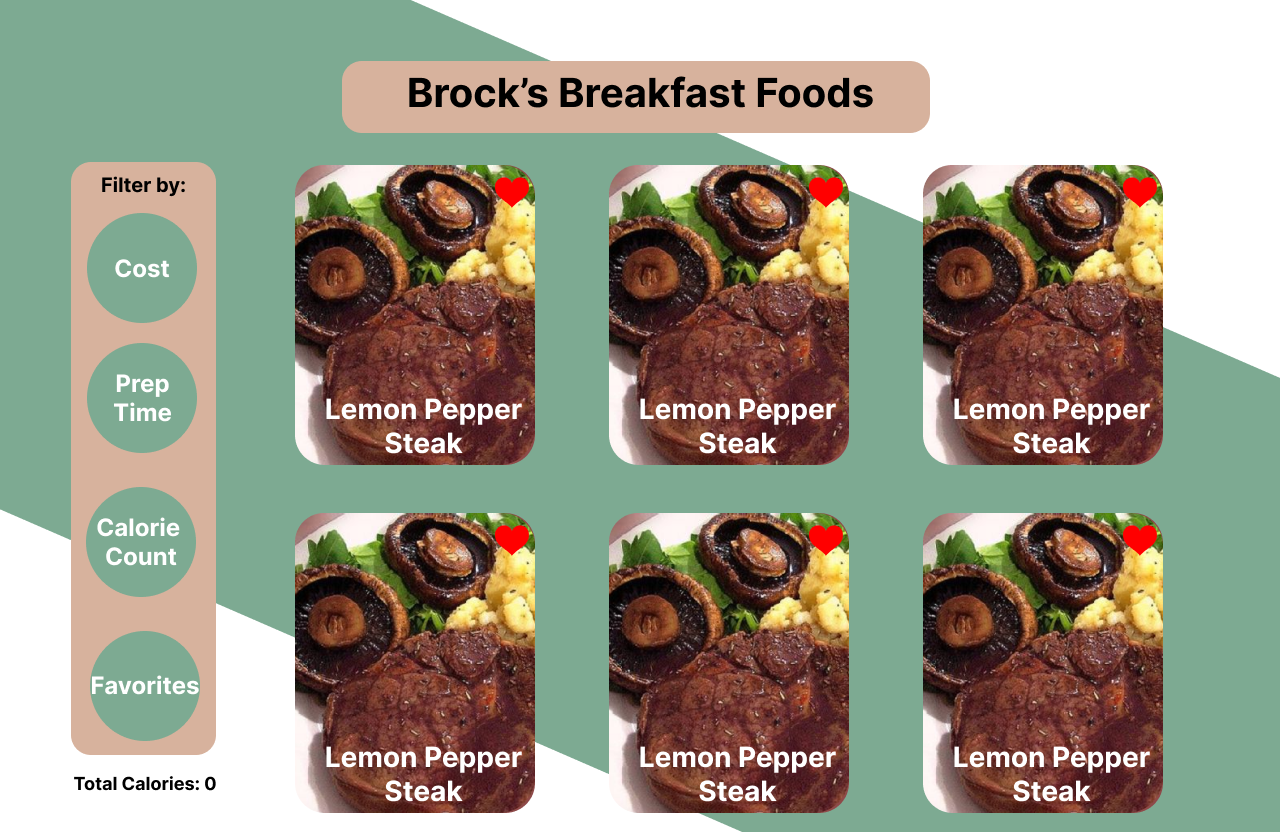 Brock’s Breakfast Foods
Filter by:
Cost
Prep
Time
Calorie
Count
Favorites
Total Calories: 0
Lemon Pepper
Steak
Lemon Pepper
Steak
Lemon Pepper
Steak
Lemon Pepper
Steak
Lemon Pepper
Steak
Lemon Pepper
Steak